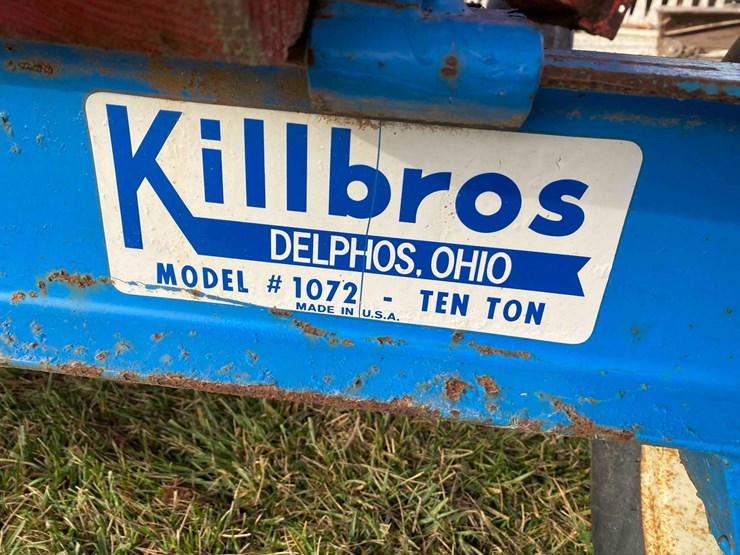 Killbros
DELPHOS, OHIO
MODEL # 1072 - TEN TON
MADE IN U.S.A.